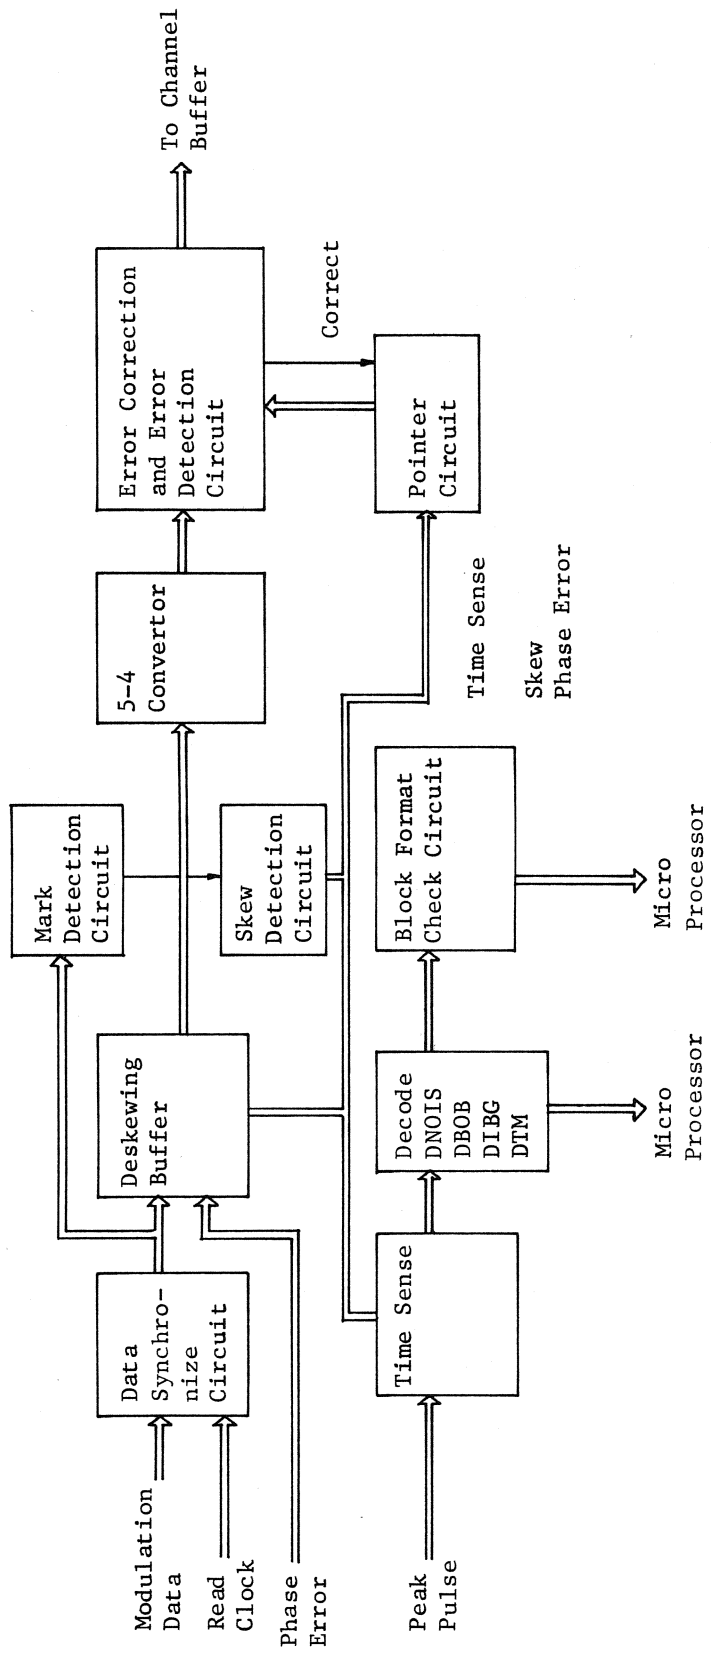 Modulation
Data
Read
Clock
Phase
Error
Peak
Pulse
Data
Synchro-
nize
Circuit
Time Sense
Deskewing
Buffer
Decode
DNOIS
DBOB
DIBG
DTM
Micro
Processor
Mark
Detection
Circuit
Skew
Detection
Circuit
Block Format
Check Circuit
Micro
Processor
5-4
Convertor
Time Sense
Skew
Phase Error
Error Correction
and Error
Detection
Circuit
Pointer
Circuit
Correct
To Channel
Buffer